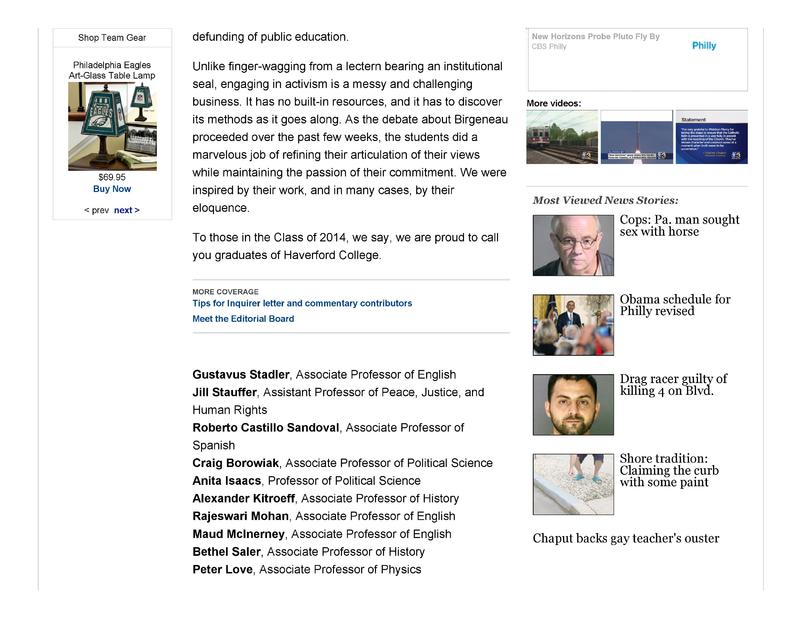 Shop Team Gear
Philadelphia Eagles
Art-Glass Table Lamp
$69.95
Buy Now
< prev next >
defunding of public education.
Unlike finger-wagging from a lectern bearing an institutional
seal, engaging in activism is a messy and challenging
business. It has no built-in resources, and it has to discover
its methods as it goes along. As the debate about Birgeneau
proceeded over the past few weeks, the students did a
marvelous job of refining their articulation of their views
while maintaining the passion of their commitment. We were
inspired by their work, and in many cases, by their
eloquence.
To those in the Class of 2014, we say, we are proud to call
you graduates of Haverford College.
MORE COVERAGE
Tips for Inquirer letter and commentary contributors
Meet the Editorial Board
Gustavus Stadler, Associate Professor of English
Jill Stauffer, Assistant Professor of Peace, Justice, and
Human Rights
Roberto Castillo Sandoval, Associate Professor of
Spanish
Craig Borowiak, Associate Professor of Political Science
Anita Isaacs, Professor of Political Science
Alexander Kitroeff, Associate Professor of History
Rajeswari Mohan, Associate Professor of English
Maud McInerney, Associate Professor of English
Bethel Saler, Associate Professor of History
Peter Love, Associate Professor of Physics
New Horizons Probe Pluto Fly By
CBS Philly
Philly
More videos:
Statement
Most Viewed News Stories:
Cops: Pa. man sought
sex with horse
Obama schedule for
Philly revised
Drag racer guilty of
killing 4 on Blvd.
Shore tradition:
Claiming the curb
with some paint
Chaput backs gay teacher's ouster